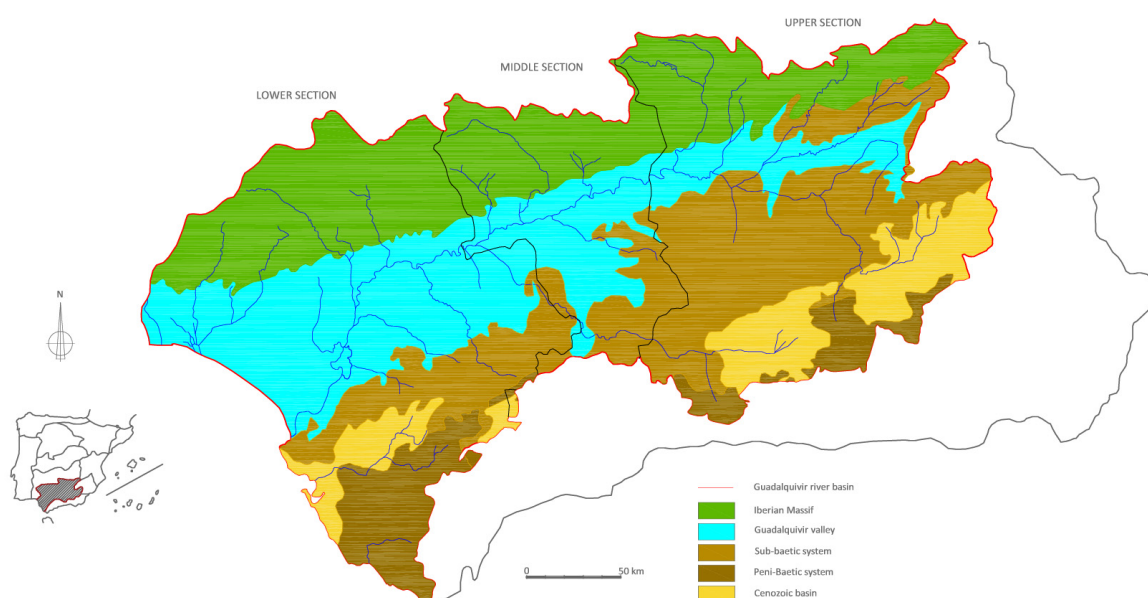 UPPER SECTION
MIDDLE SECTION
LOWER SECTION
N
Guadalquivir river basin
Iberian Massif
Guadalquivir valley
Sub-baetic system
Peni-Baetic system
Cenozoic basin
0 50 km